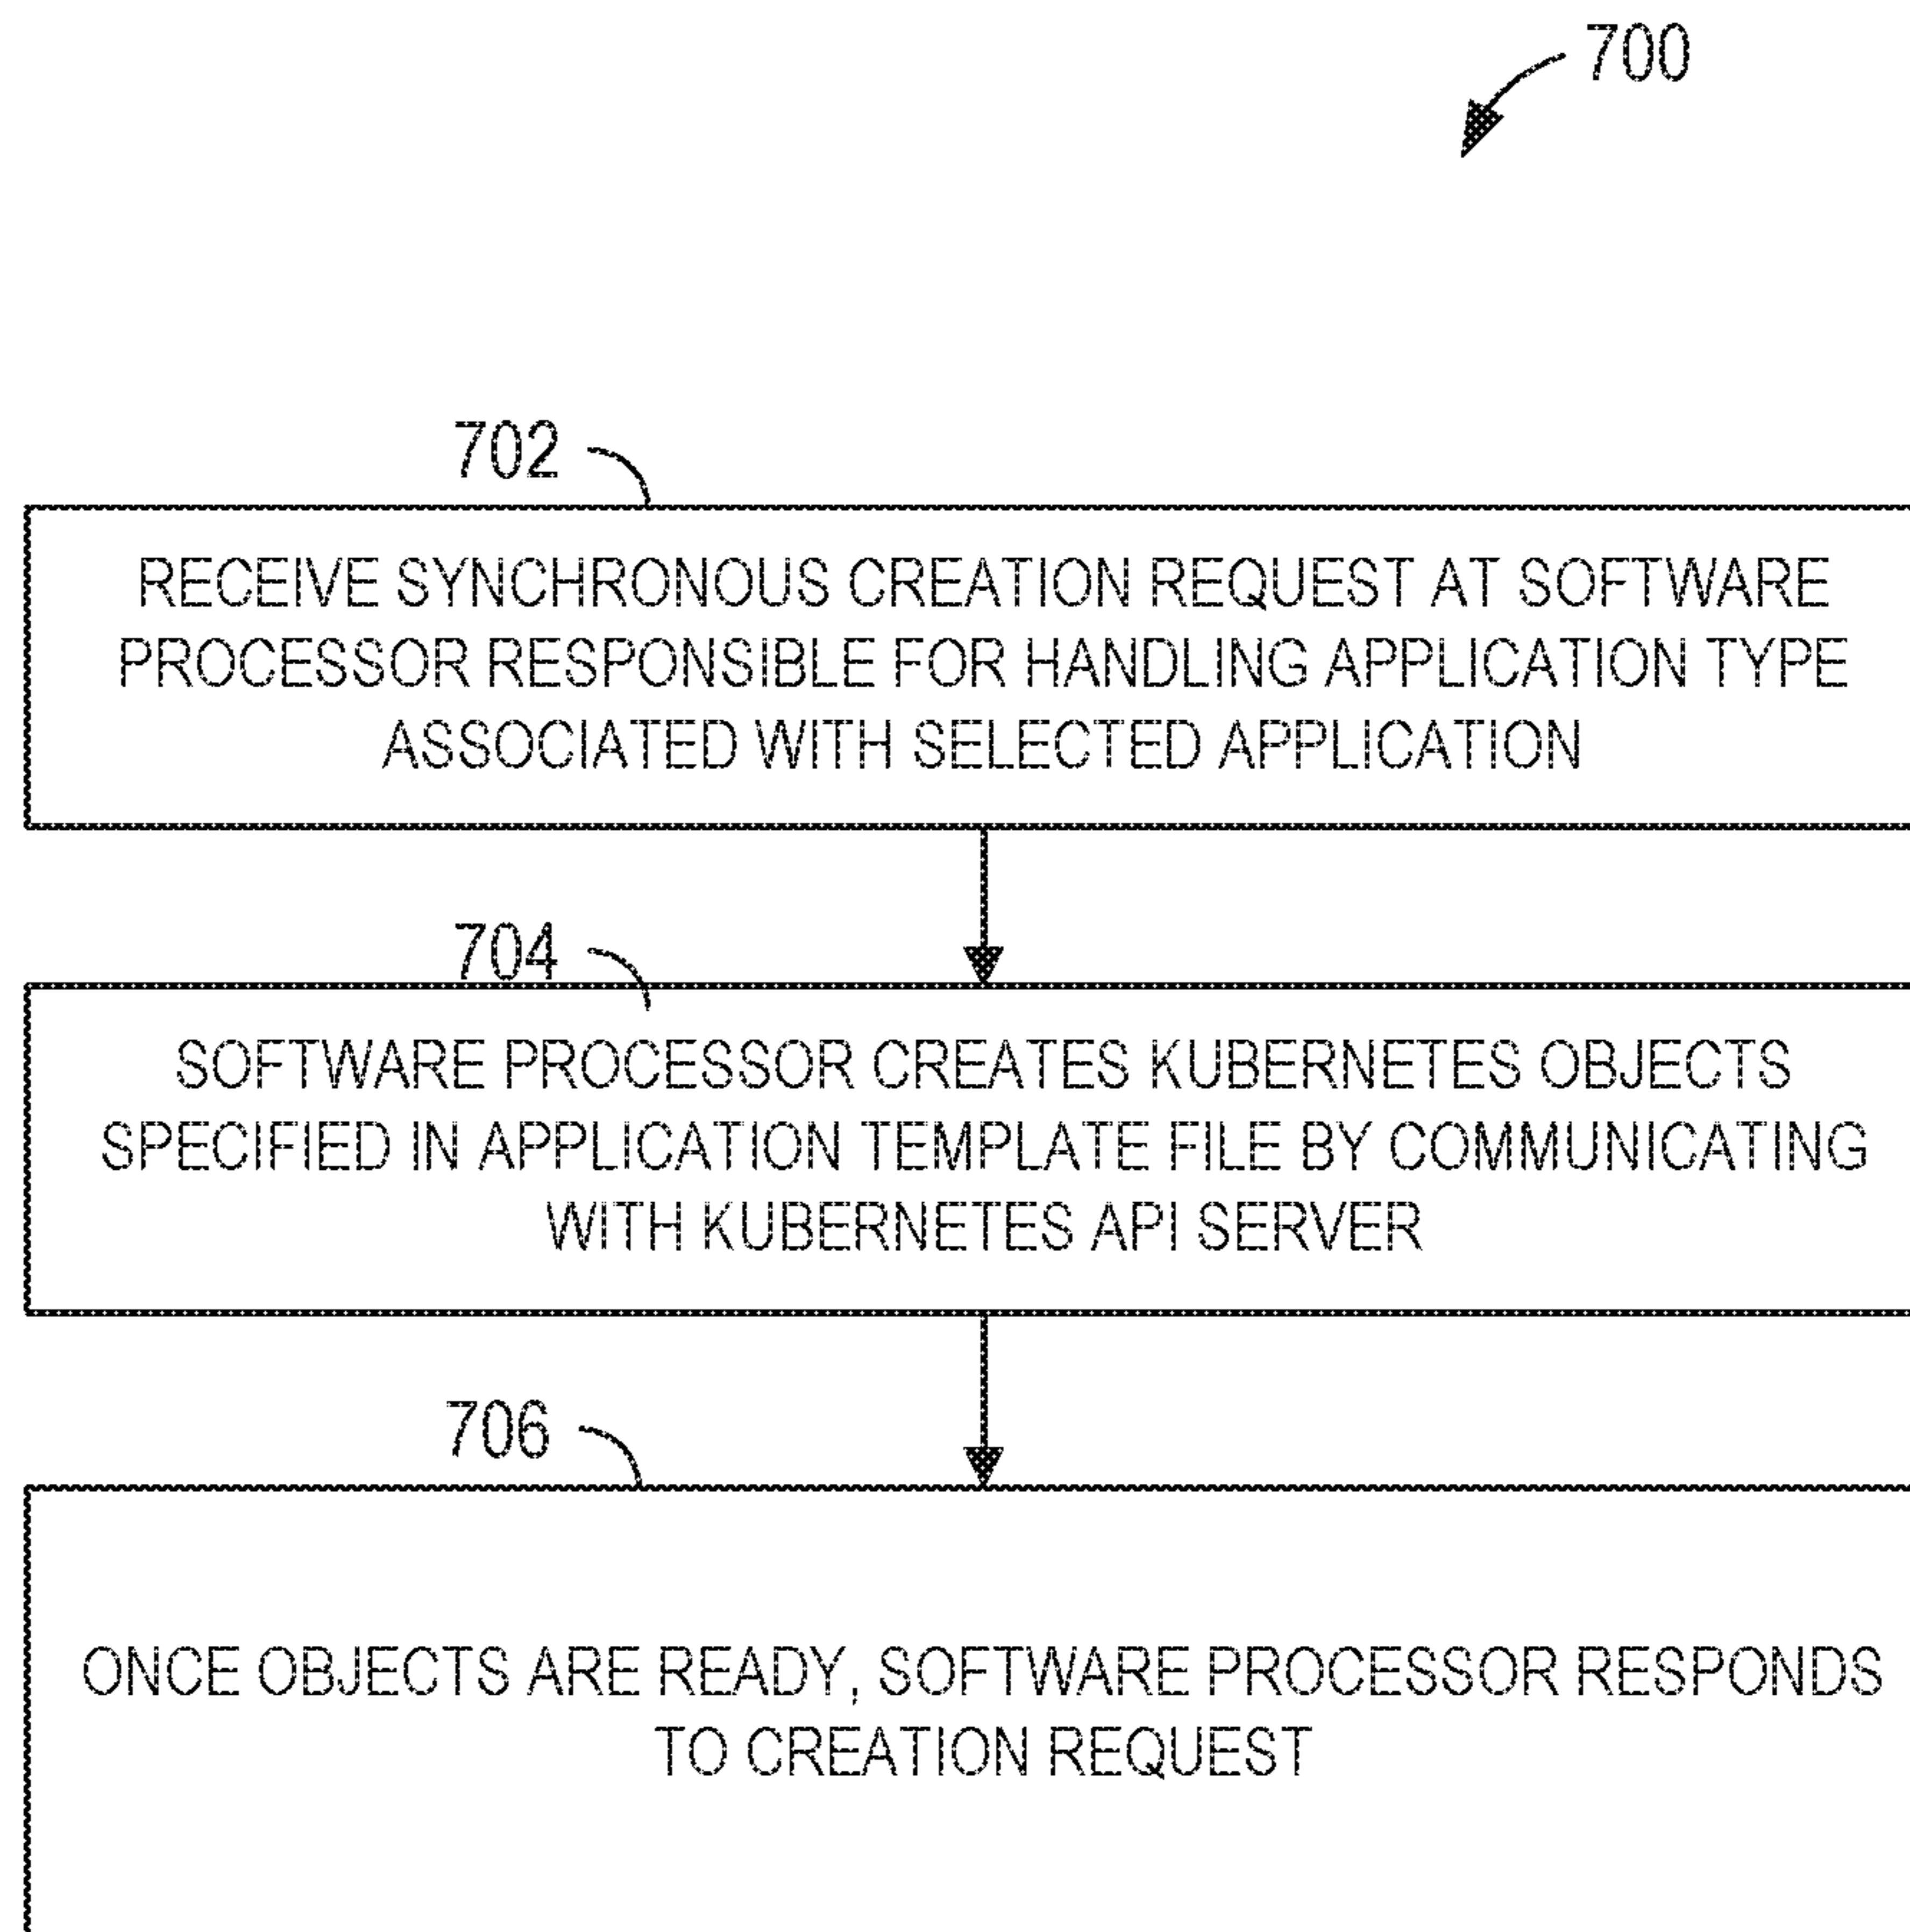 700
702
RECEIVE SYNCHRONOUS CREATION REQUEST AT SOFTWARE
PROCESSOR RESPONSIBLE FOR HANDLING APPLICATION TYPE
ASSOCIATED WITH SELECTED APPLICATION
704
SOFTWARE PROCESSOR CREATES KUBERNETES OBJECTS
SPECIFIED IN APPLICATION TEMPLATE FILE BY COMMUNICATING
WITH KUBERNETES API SERVER
706
ONCE OBJECTS ARE READY, SOFTWARE PROCESSOR RESPONDS
TO CREATION REQUEST